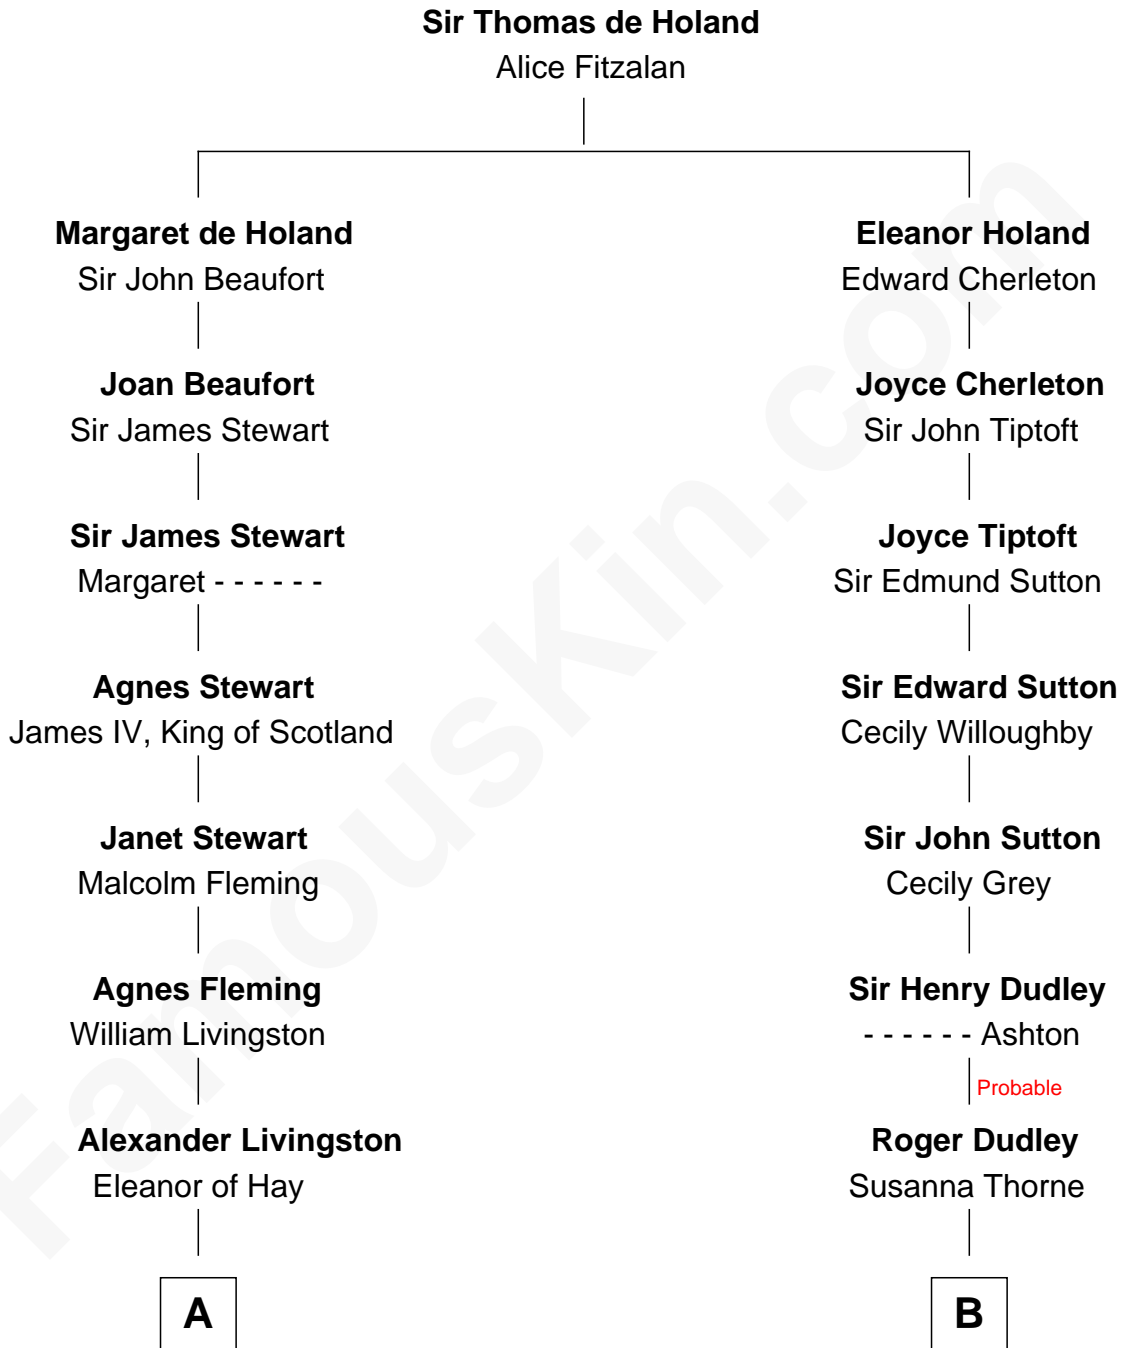 Sir Thomas de Holand
Alice Fitzalan
Margaret de Holand
Sir John Beaufort
Eleanor Holand
Edward Cherleton
Joan Beaufort
Sir James Stewart
Joyce Cherleton
Sir John Tiptoft
Sir James Stewart
Margaret - - - - - -
Joyce Tiptoft
Sir Edmund Sutton
Agnes Stewart
James IV, King of Scotland
Sir Edward Sutton
Cecily Willoughby
Janet Stewart
Malcolm Fleming
Sir John Sutton
Cecily Grey
Agnes Fleming
William Livingston
Sir Henry Dudley
- - - - - - Ashton
Probable
Alexander Livingston
Eleanor of Hay
Roger Dudley
Susanna Thorne
A
B
FamousKin.com